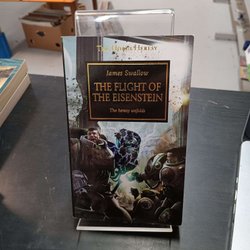 The Horus Heresy
James Swallow
THE FLIGHT OF
THE EISENSTEIN
The heresy unfolds